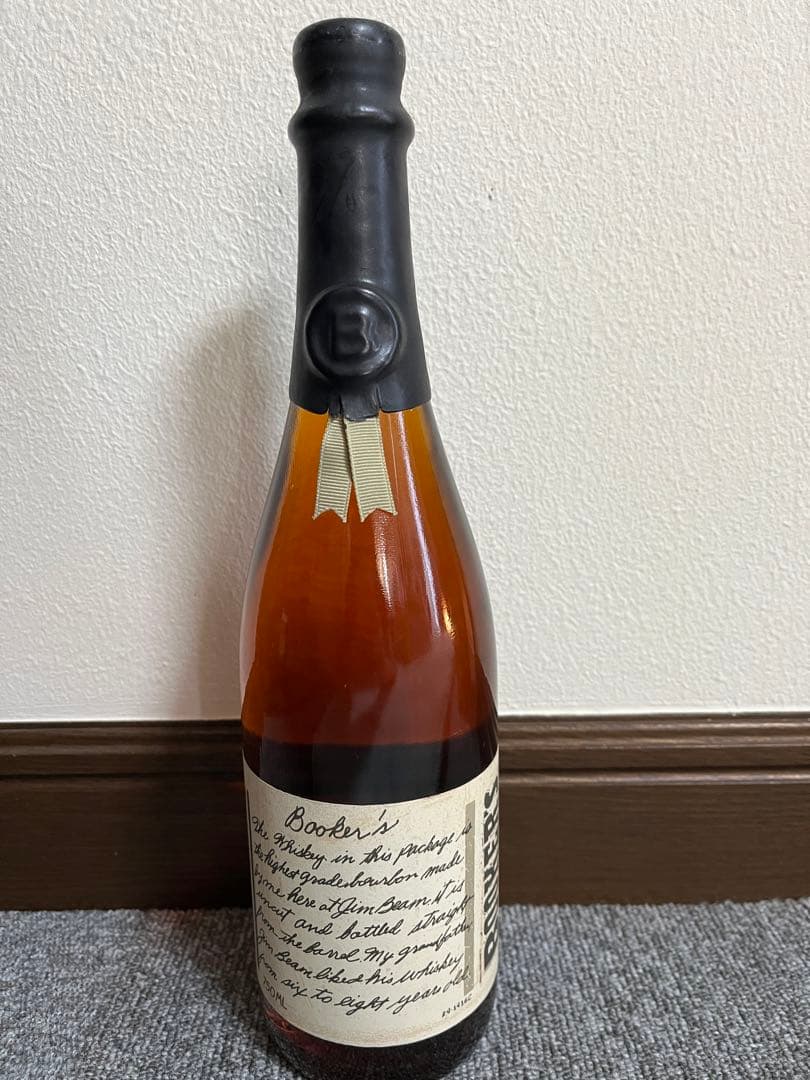 B
Booker's
The Whiskey in this package is
the highest grade bourbon made
by me here at Jim Beam. It is
uncut and bottled straight
from the barrel. My grandfather,
Jim Beam liked his whiskey
from six to eight years old.
750ML
BOOKER'S